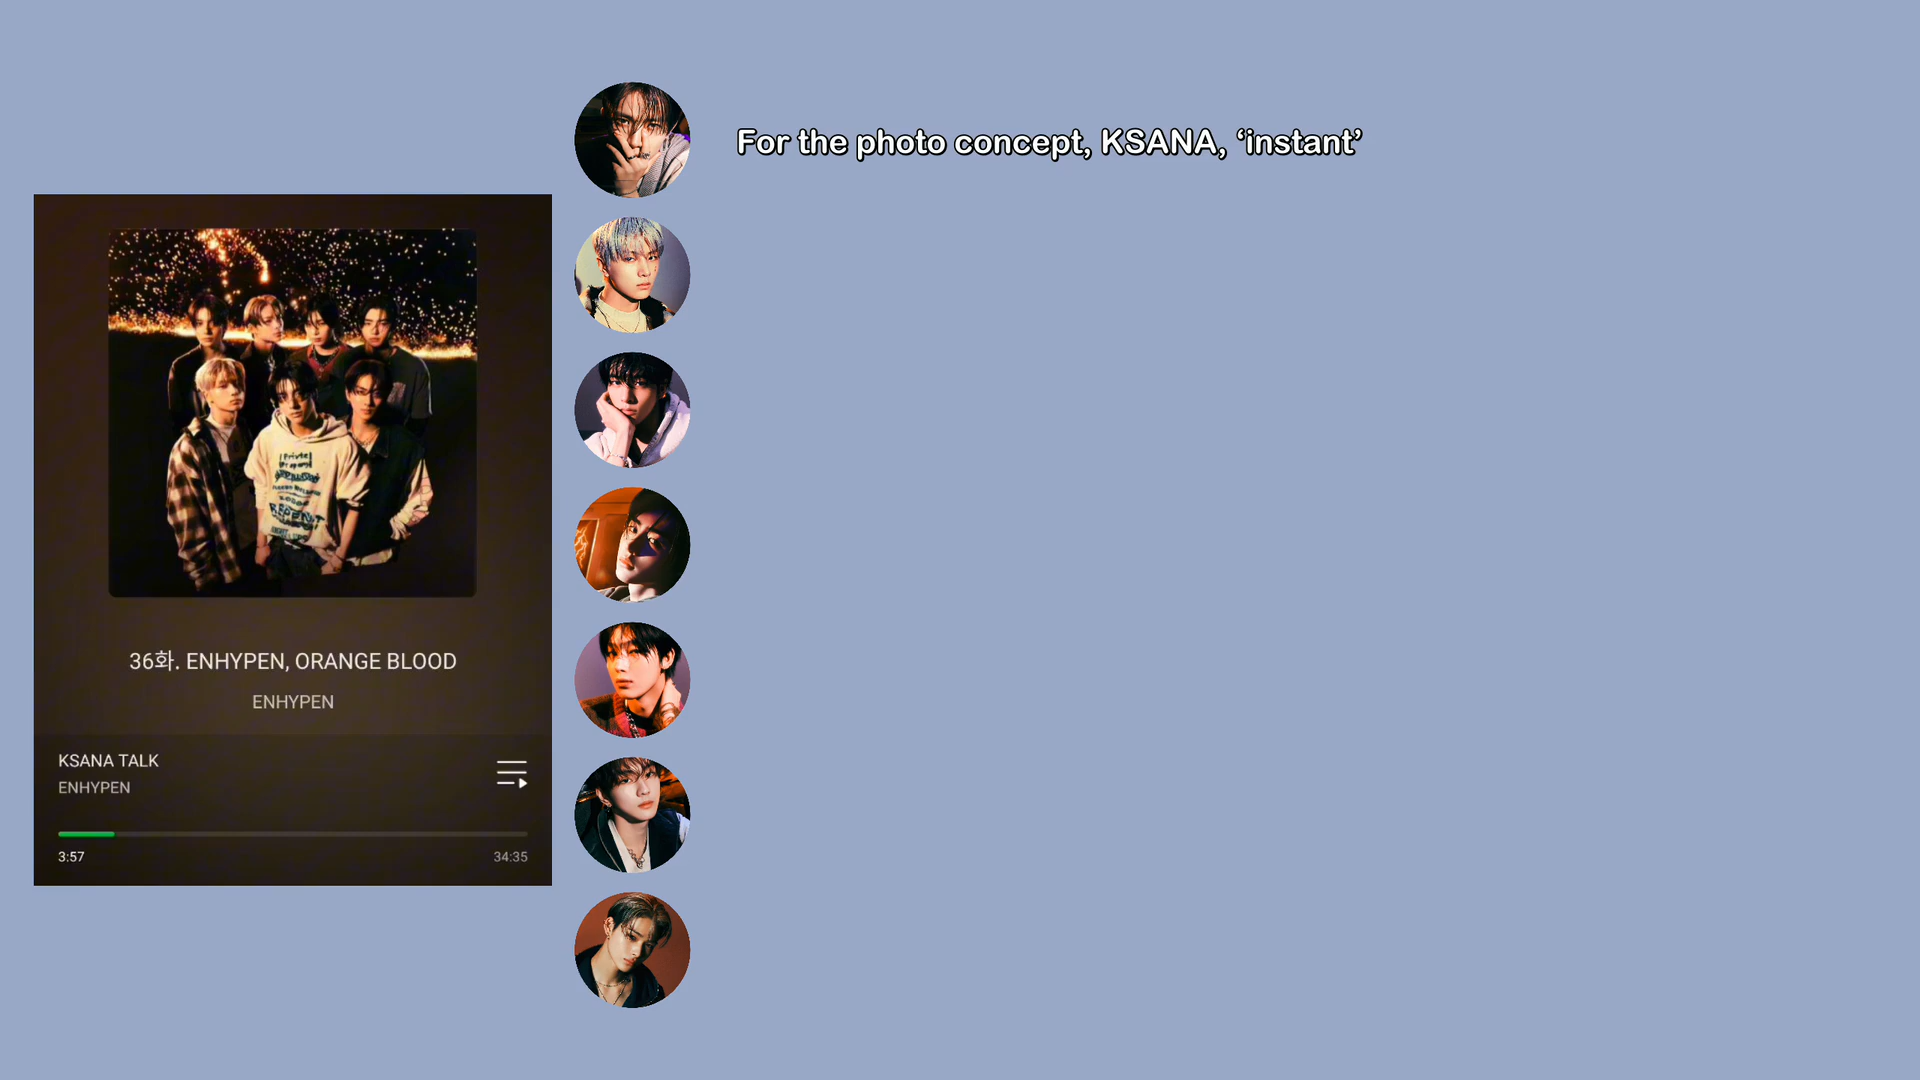 For the photo concept, KSANA, ‘instant’
36화. ENHYPEN, ORANGE BLOOD
ENHYPEN
KSANA TALK
ENHYPEN
3:57
34:35